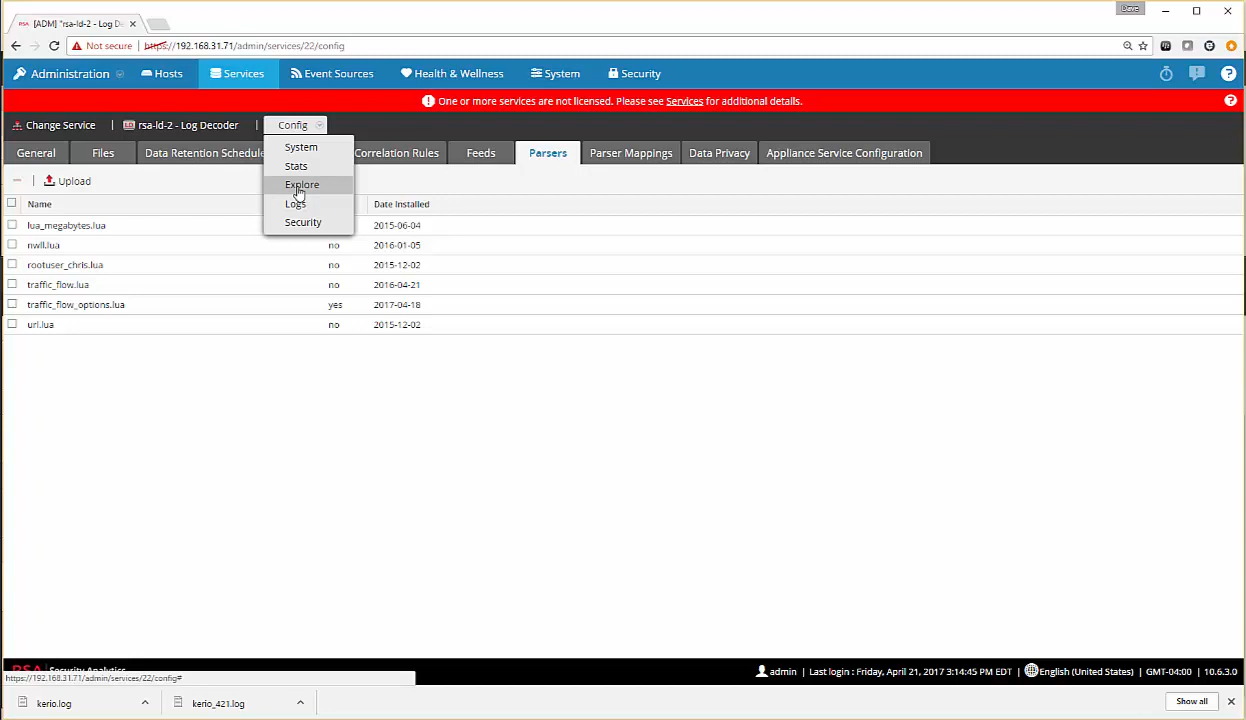 Dave
[ADM] "rsa-ld-2 - Log De
Not secure https://192.168.31.71/admin/services/22/config
Administration Hosts Services Event Sources Health & Wellness System Security
One or more services are not licensed. Please see Services for additional details.
Change Service | rsa-ld-2 - Log Decoder | Config
General Files Data Retention Schedule Correlation Rules Feeds Parsers Parser Mappings Data Privacy Appliance Service Configuration
System
Stats
Explore
Logs
Security
Upload
Name Date Installed
lua_megabytes.lua 2015-06-04
nwll.lua no 2016-01-05
rootuser_chris.lua no 2015-12-02
traffic_flow.lua no 2016-04-21
traffic_flow_options.lua yes 2017-04-18
url.lua no 2015-12-02
RSA Security Analytics
admin | Last login : Friday, April 21, 2017 3:14:45 PM EDT | English (United States) | GMT-04:00 | 10.6.3.0
https://192.168.31.71/admin/services/22/config#
kerio.log kerio_421.log Show all